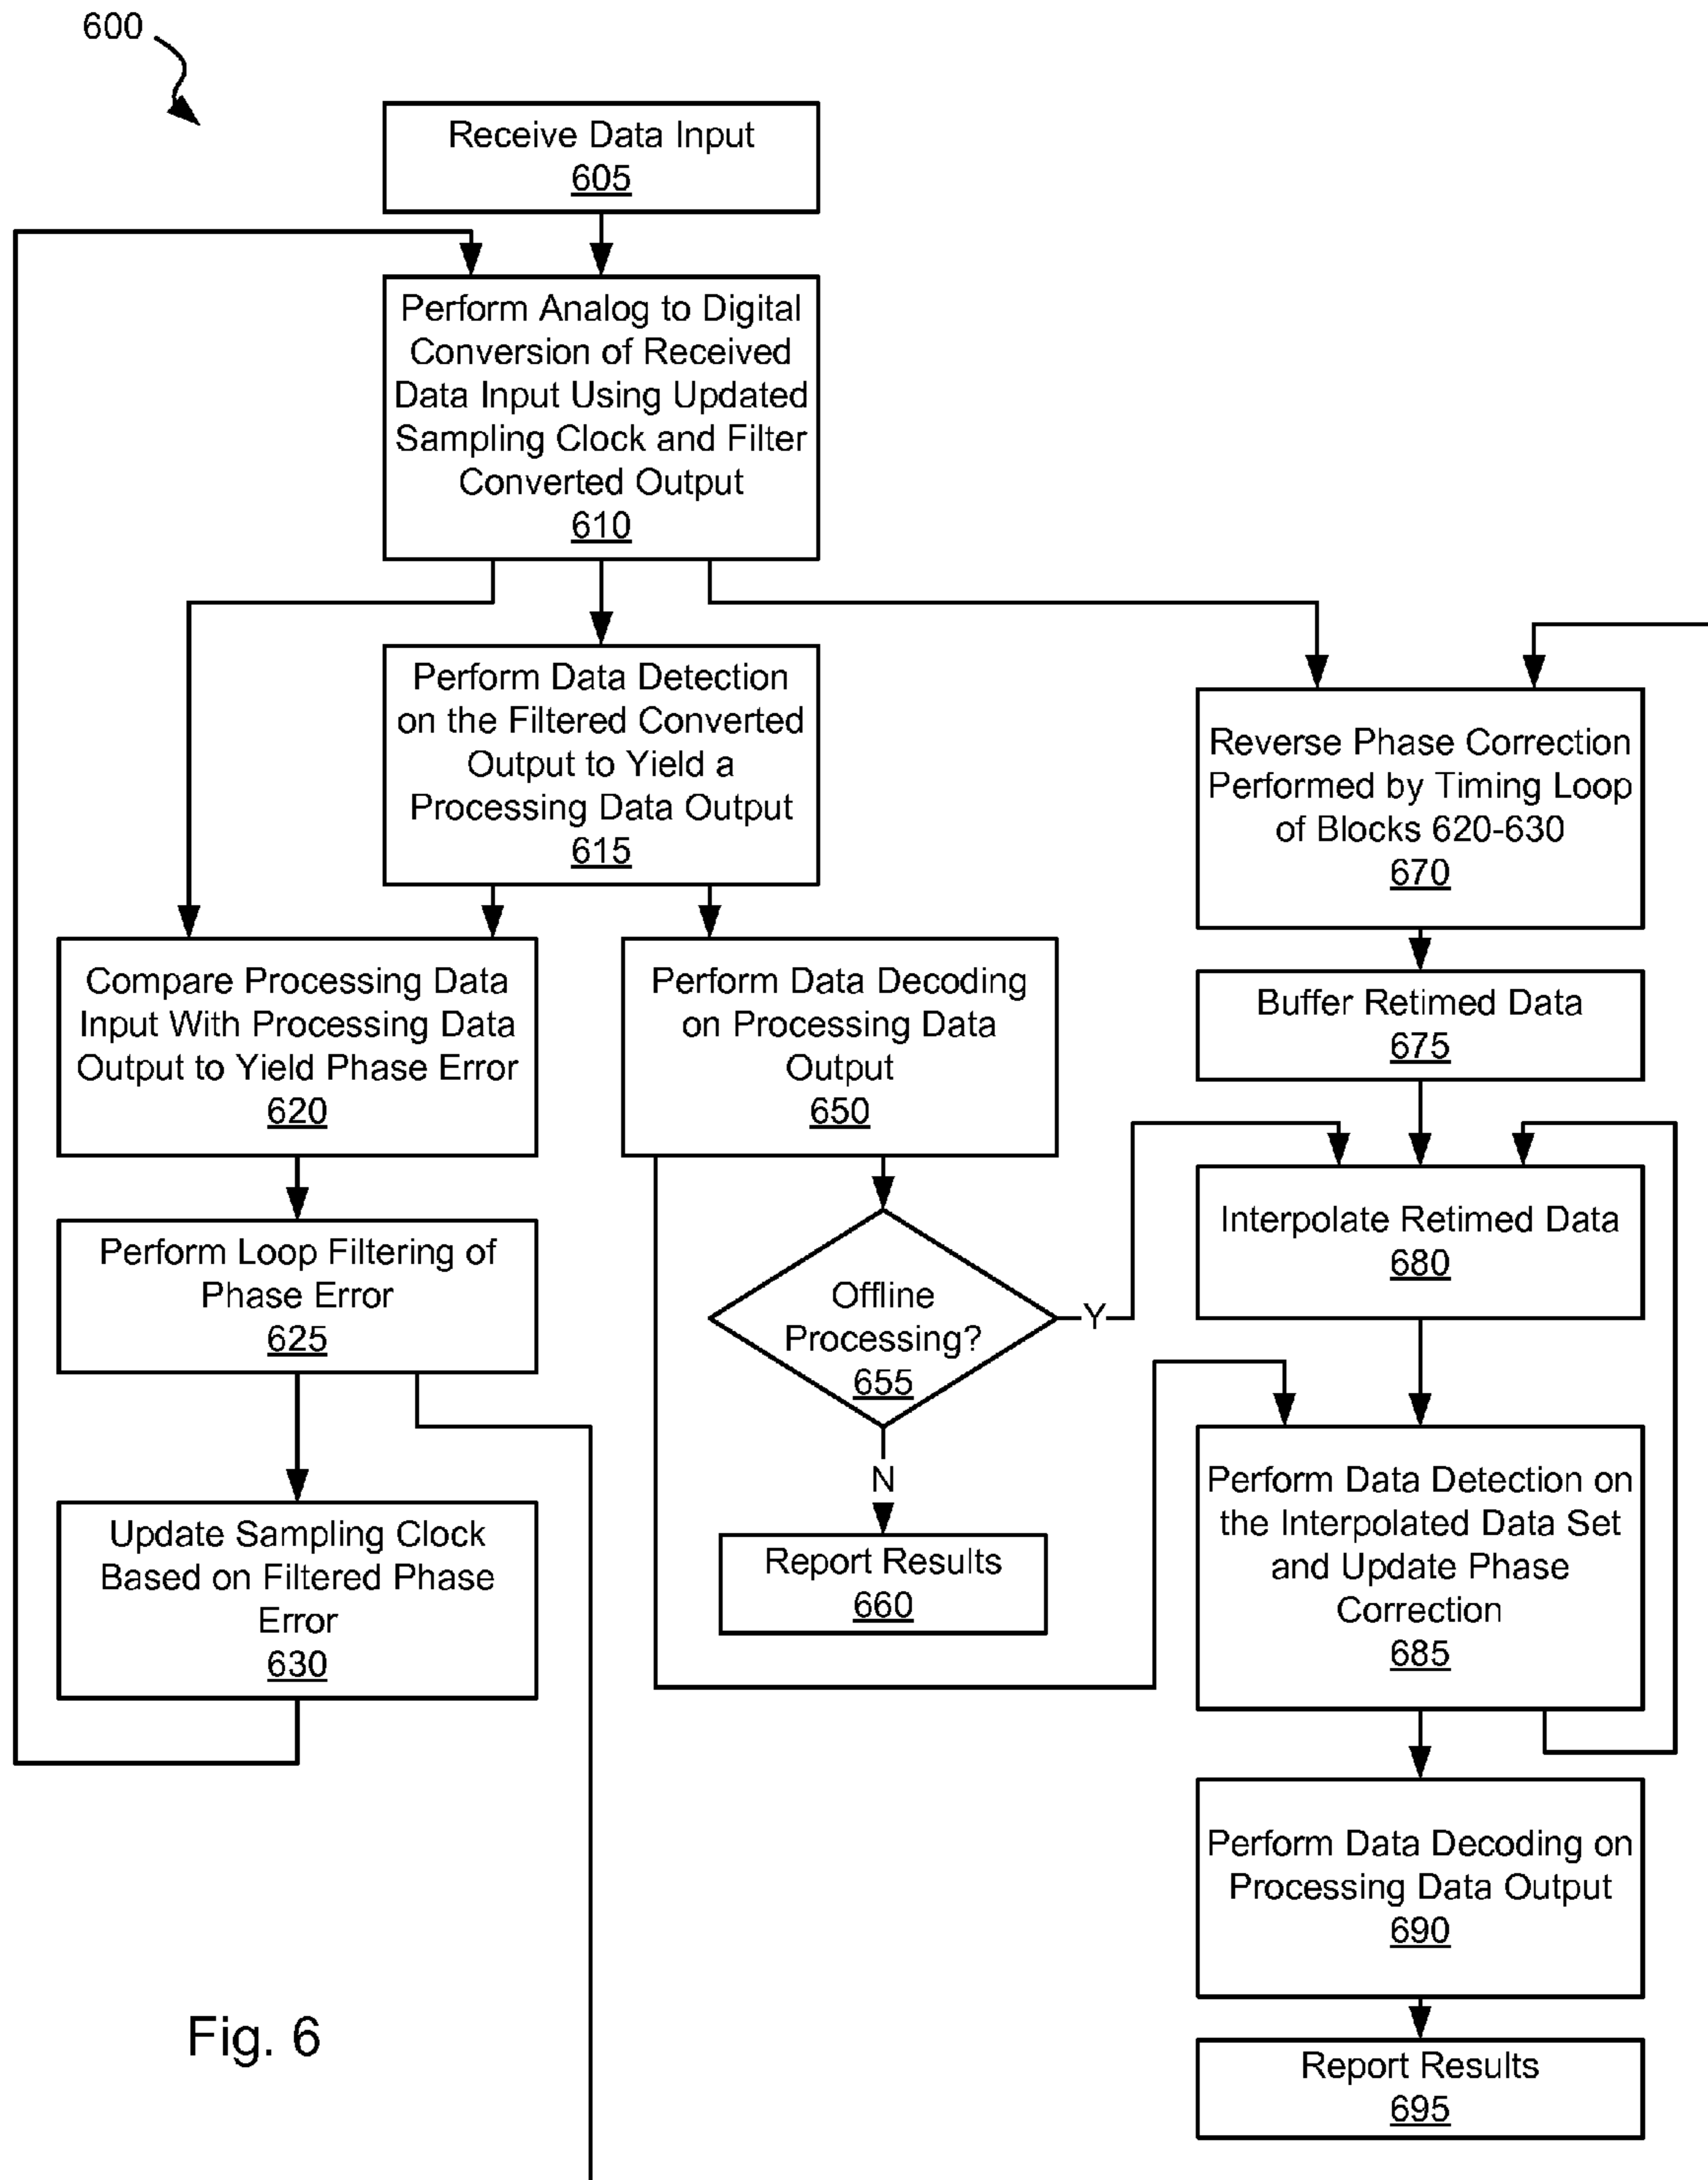 600
Receive Data Input
605
Perform Analog to Digital
Conversion of Received
Data Input Using Updated
Sampling Clock and Filter
Converted Output
610
Perform Data Detection
on the Filtered Converted
Output to Yield a
Processing Data Output
615
Reverse Phase Correction
Performed by Timing Loop
of Blocks 620-630
670
Compare Processing Data
Input With Processing Data
Output to Yield Phase Error
620
Perform Data Decoding
on Processing Data
Output
650
Buffer Retimed Data
675
Perform Loop Filtering of
Phase Error
625
Offline
Processing?
655
Y
N
Interpolate Retimed Data
680
Update Sampling Clock
Based on Filtered Phase
Error
630
Report Results
660
Perform Data Detection on
the Interpolated Data Set
and Update Phase
Correction
685
Perform Data Decoding on
Processing Data Output
690
Report Results
695
Fig. 6